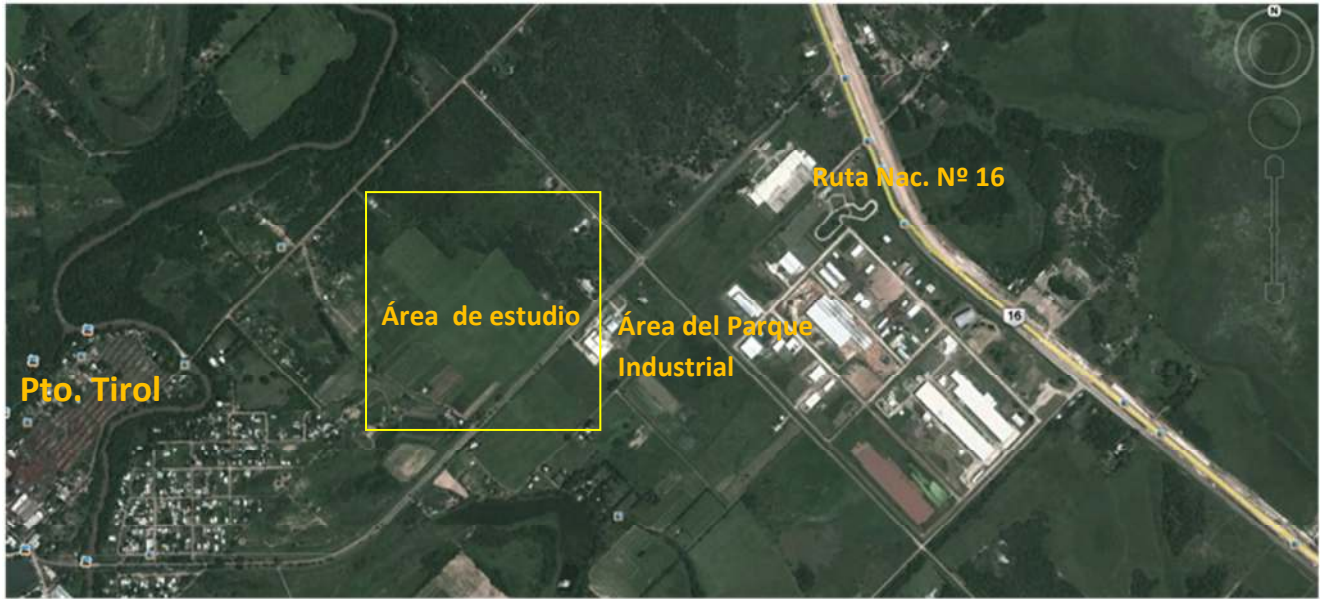 N
Ruta Nac. Nº 16
Área de estudio
16
Área del Parque
Industrial
Pto. Tirol